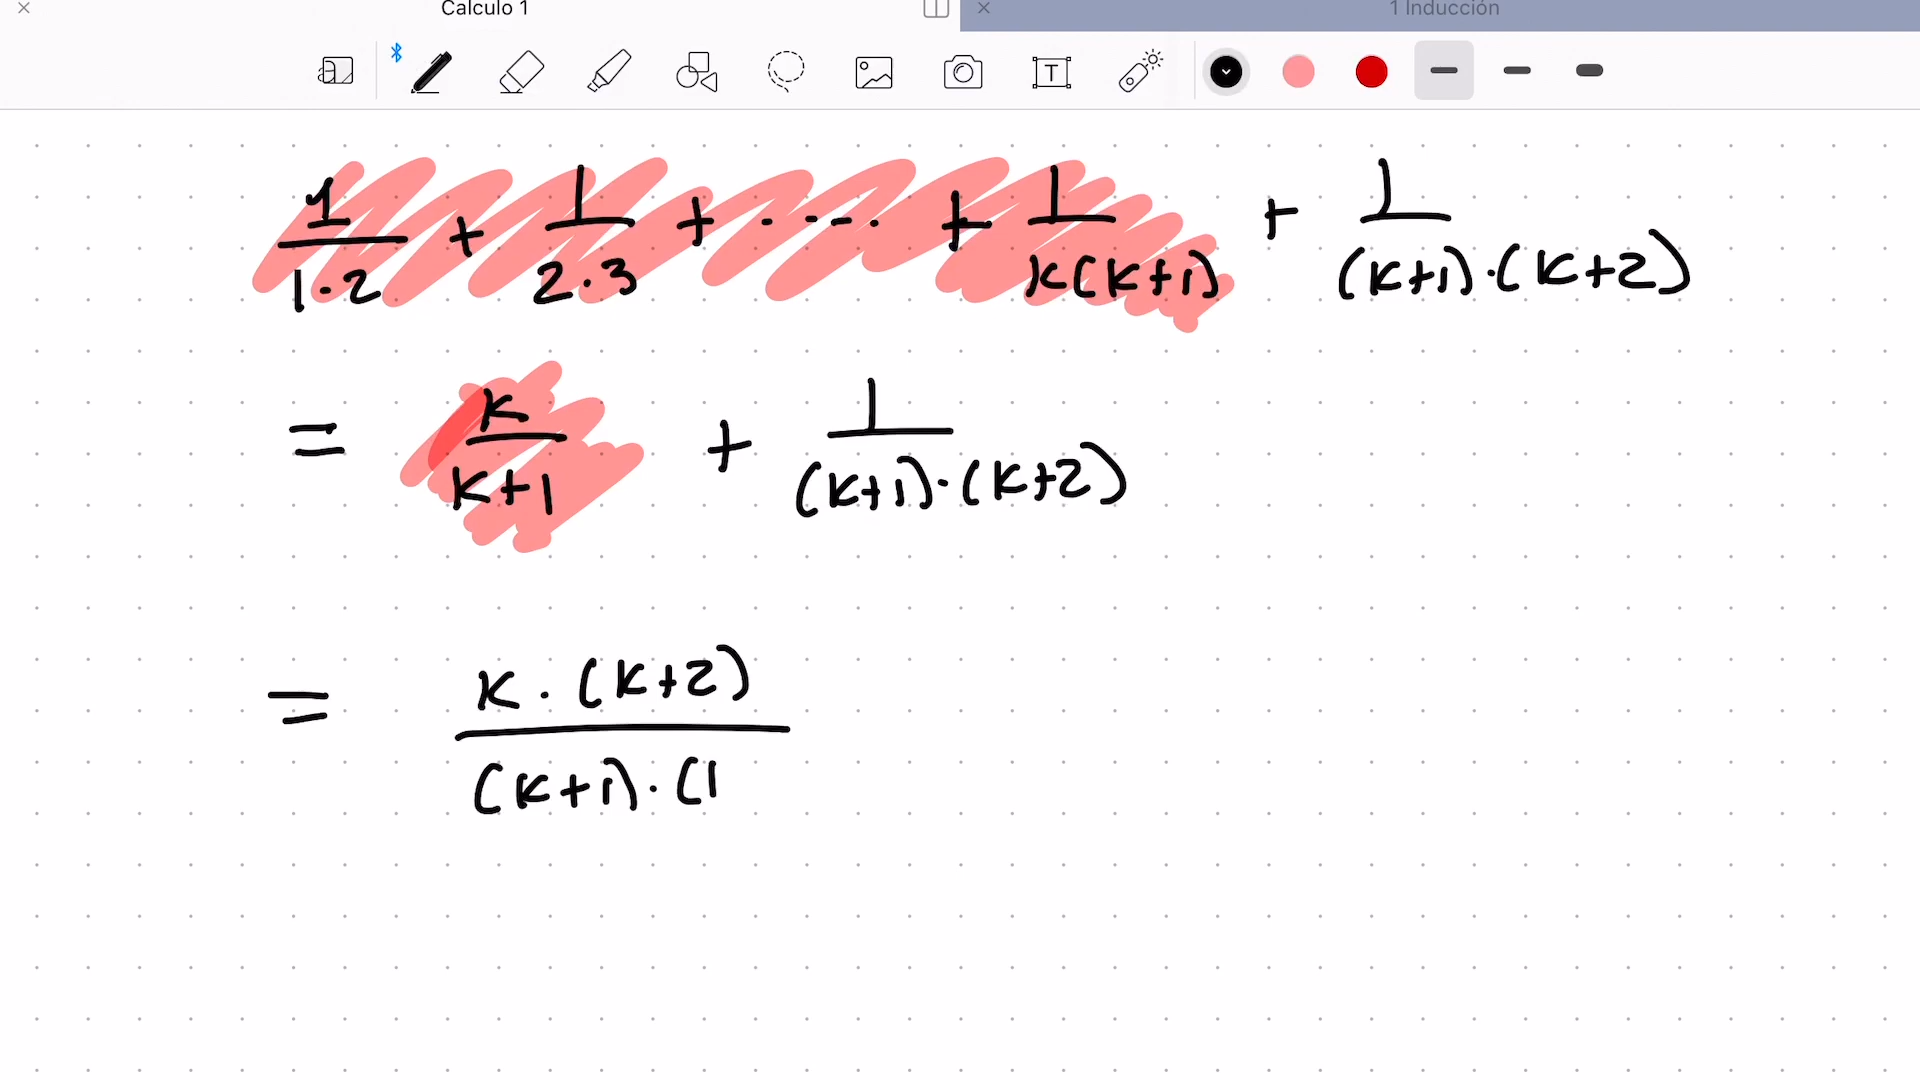 Calculo 1
1 Inducción
T
1/(1·2) + 1/(2·3) + ···· + 1/(k(k+1)) + 1/((k+1)·(k+2))
= k/(k+1) + 1/((k+1)·(k+2))
= k·(k+2)/((k+1)·(1